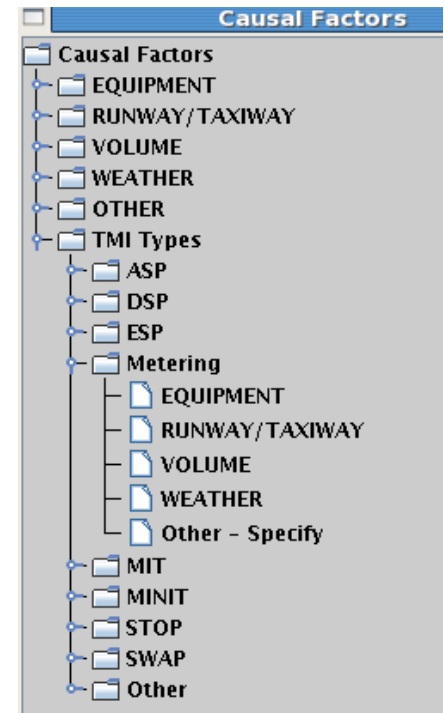 Causal Factors
Causal Factors
EQUIPMENT
RUNWAY/TAXIWAY
VOLUME
WEATHER
OTHER
TMI Types
ASP
DSP
ESP
Metering
EQUIPMENT
RUNWAY/TAXIWAY
VOLUME
WEATHER
Other - Specify
MIT
MINIT
STOP
SWAP
Other